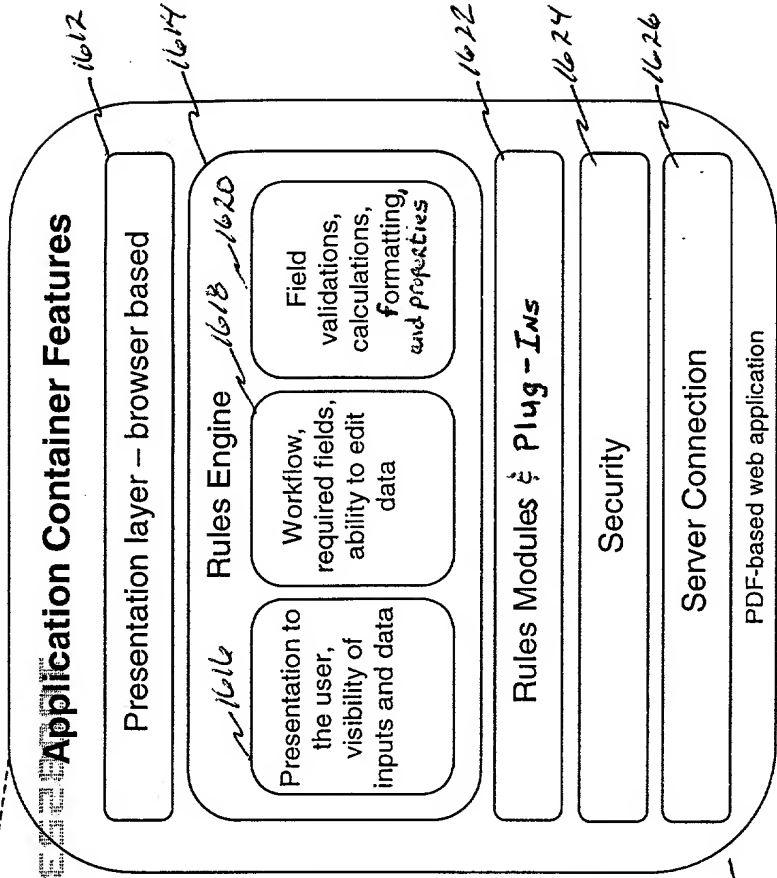 Application Container Features
1612
Presentation layer – browser based
1614
Rules Engine
1616
Presentation to
the user,
visibility of
inputs and data
1618
Workflow,
required fields,
ability to edit
data
1620
Field
validations,
calculations,
formatting,
and properties
1622
Rules Modules & Plug-Ins
1624
Security
1626
Server Connection
PDF-based web application